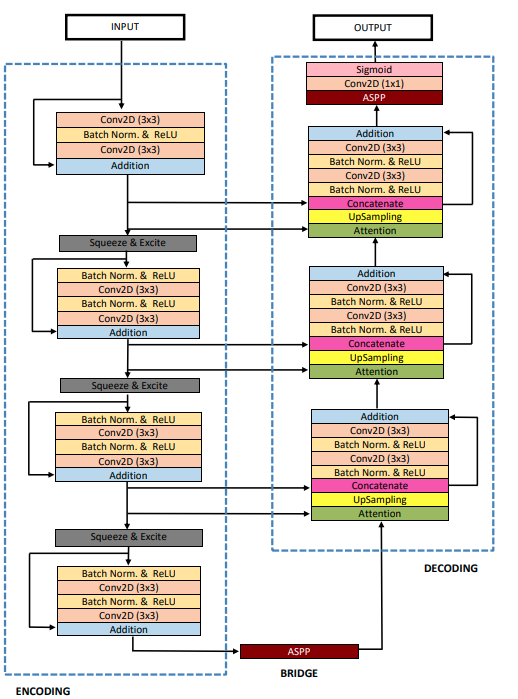 INPUT
Conv2D (3x3)
Batch Norm. & ReLU
Conv2D (3x3)
Addition
Squeeze & Excite
Batch Norm. & ReLU
Conv2D (3x3)
Batch Norm. & ReLU
Conv2D (3x3)
Addition
Squeeze & Excite
Batch Norm. & ReLU
Conv2D (3x3)
Batch Norm. & ReLU
Conv2D (3x3)
Addition
Squeeze & Excite
Batch Norm. & ReLU
Conv2D (3x3)
Batch Norm. & ReLU
Conv2D (3x3)
Addition
ENCODING
ASPP
BRIDGE
OUTPUT
Sigmoid
Conv2D (1x1)
ASPP
Addition
Conv2D (3x3)
Batch Norm. & ReLU
Conv2D (3x3)
Batch Norm. & ReLU
Concatenate
UpSampling
Attention
Addition
Conv2D (3x3)
Batch Norm. & ReLU
Conv2D (3x3)
Batch Norm. & ReLU
Concatenate
UpSampling
Attention
Addition
Conv2D (3x3)
Batch Norm. & ReLU
Conv2D (3x3)
Batch Norm. & ReLU
Concatenate
UpSampling
Attention
DECODING